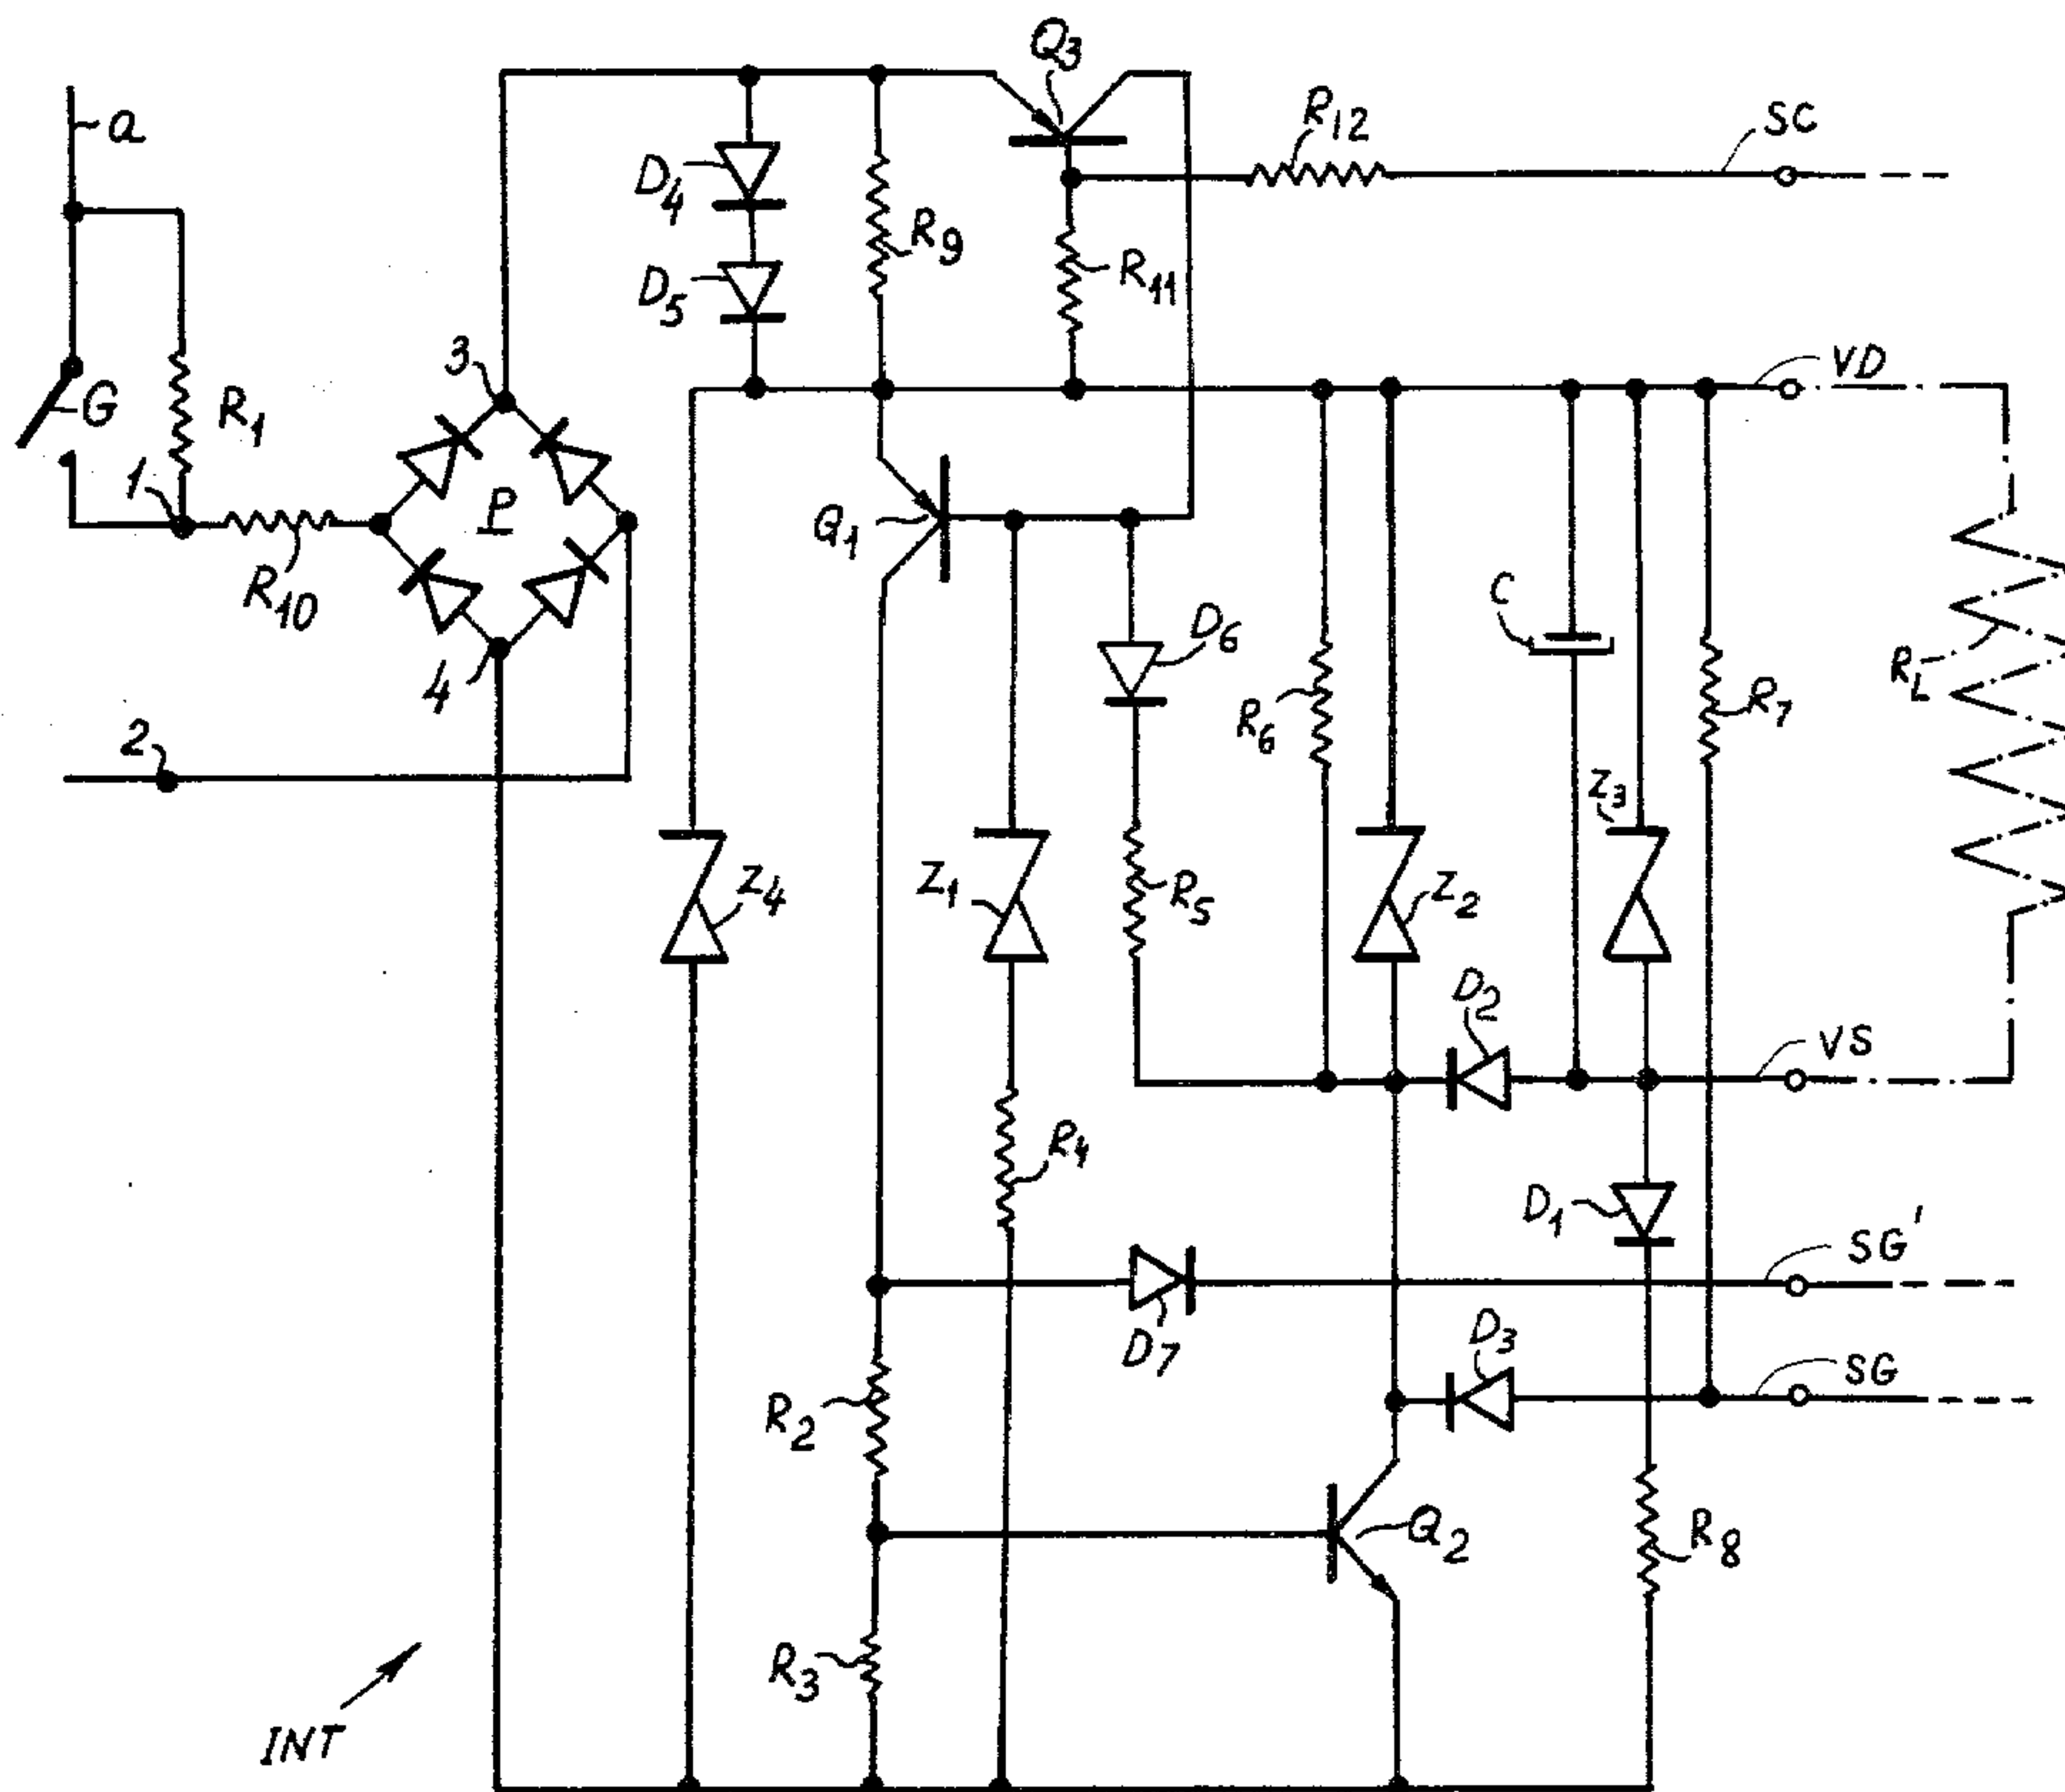 Q3
a
R12
SC
D4
R9
D5
R11
3
VD
G
R1
1
P
Q1
R10
C
D6
4
R6
RL
R7
2
Z3
Z4
Z1
R5
Z2
D2
VS
R4
D1
SG'
D7
D3
SG
R2
Q2
R8
R3
INT